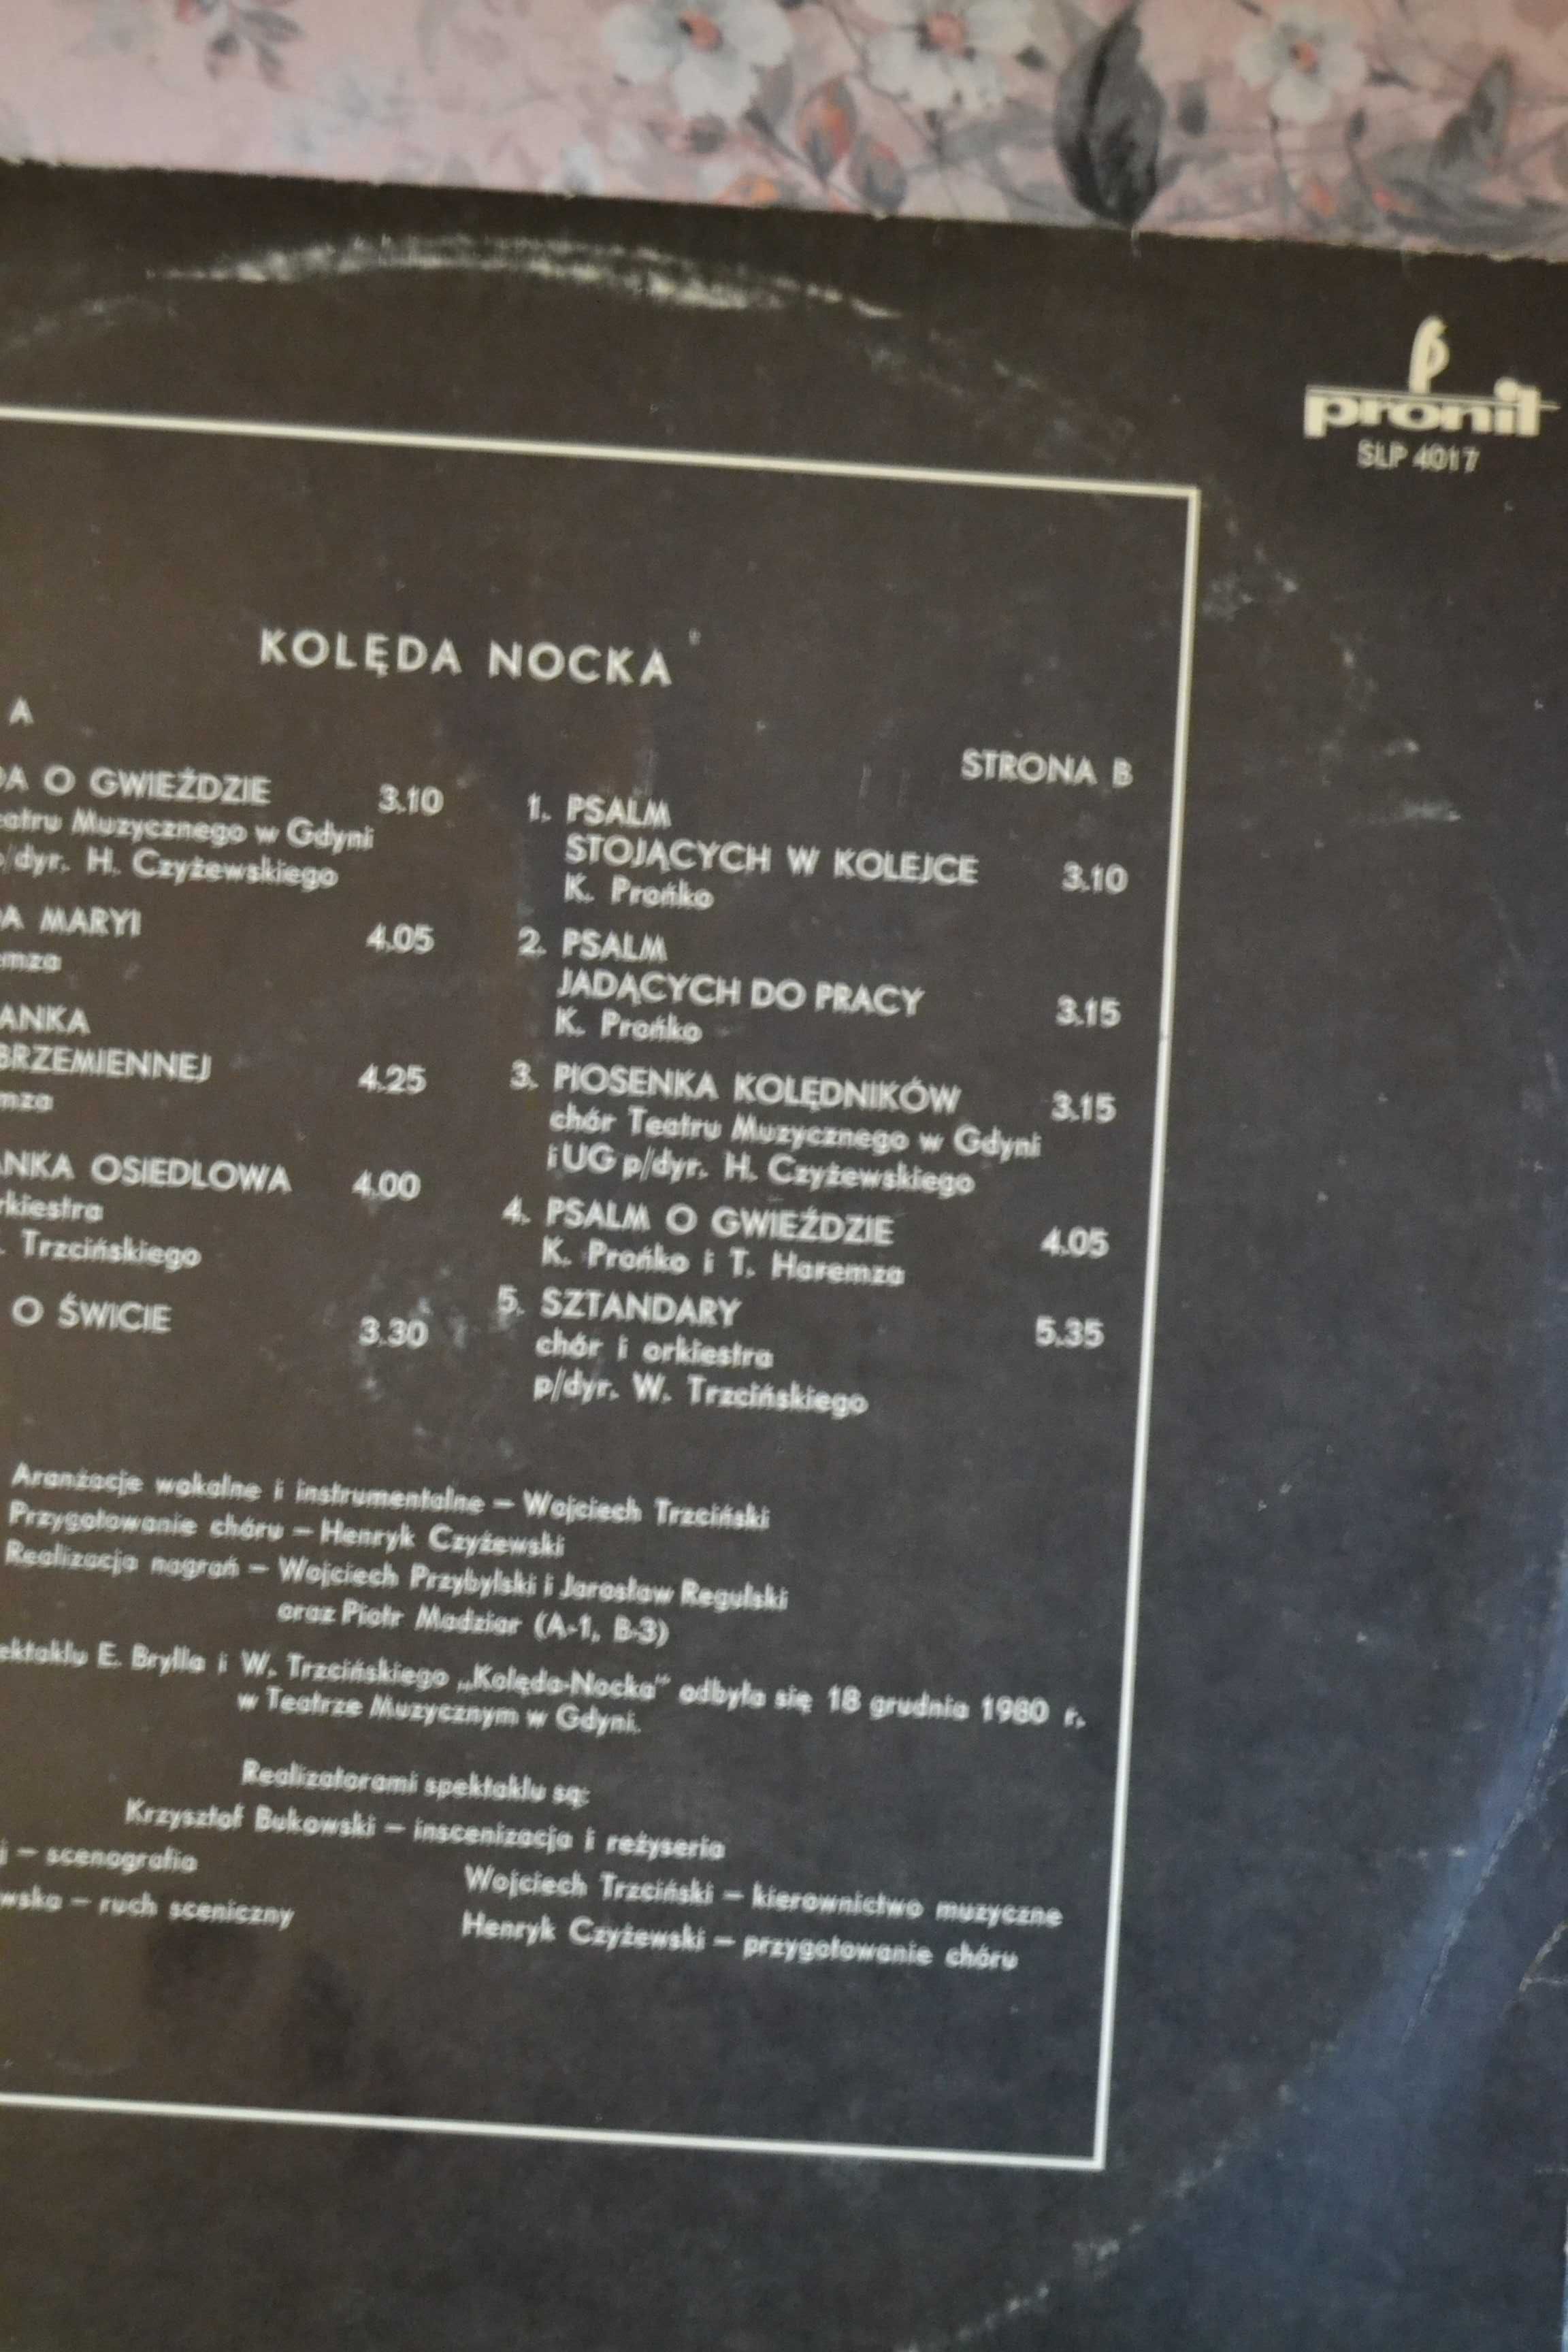 pronit
SLP 4017
KOLĘDA NOCKA
A
O GWIEŹDZIE 3.10
Muzycznego w Gdyni
p/dyr. H. Czyżewskiego
MARYI 4.05
BRZEMIENNEJ 4.25
OSIEDLOWA 4.00
Trzcińskiego
O ŚWICIE 3.30
STRONA B
1. PSALM
STOJĄCYCH W KOLEJCE 3.10
K. Prońko
2. PSALM
JADĄCYCH DO PRACY 3.15
K. Prońko
3. PIOSENKA KOLĘDNIKÓW 3.15
chór Teatru Muzycznego w Gdyni
i UG p/dyr. H. Czyżewskiego
4. PSALM O GWIEŹDZIE 4.05
K. Prońko i T. Haremza
5. SZTANDARY 5.35
chór i orkiestra
p/dyr. W. Trzcińskiego
Aranżacje wokalne i instrumentalne – Wojciech Trzciński
Przygotowanie chóru – Henryk Czyżewski
Realizacja nagrań – Wojciech Przybylski i Jarosław Regulski
oraz Piotr Madziar (A-1, B-3)
E. Brylla i W. Trzcińskiego „Kolęda-Nocka" odbyła się 18 grudnia 1980 r.
w Teatrze Muzycznym w Gdyni.
Realizatorami spektaklu są:
Krzysztof Bukowski – inscenizacja i reżyseria
– scenografia
– ruch sceniczny
Wojciech Trzciński – kierownictwo muzyczne
Henryk Czyżewski – przygotowanie chóru